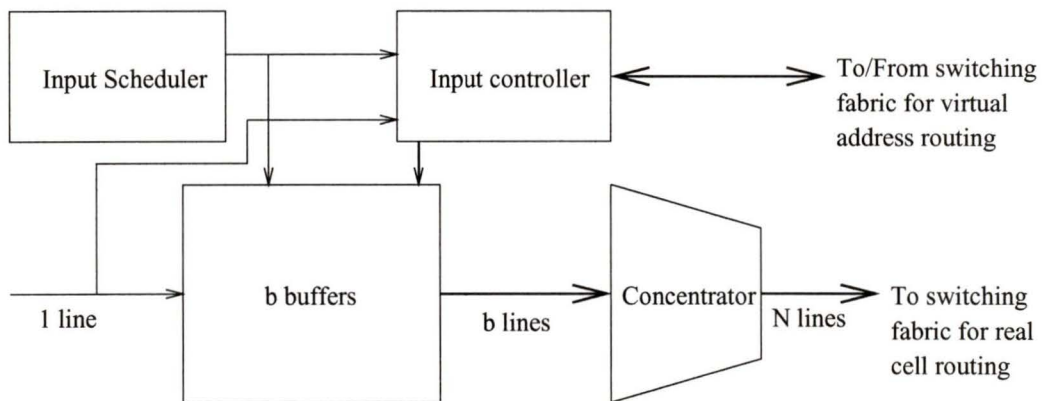 Input Scheduler
Input controller
To/From switching
fabric for virtual
address routing
b buffers
Concentrator
1 line
b lines
N lines
To switching
fabric for real
cell routing